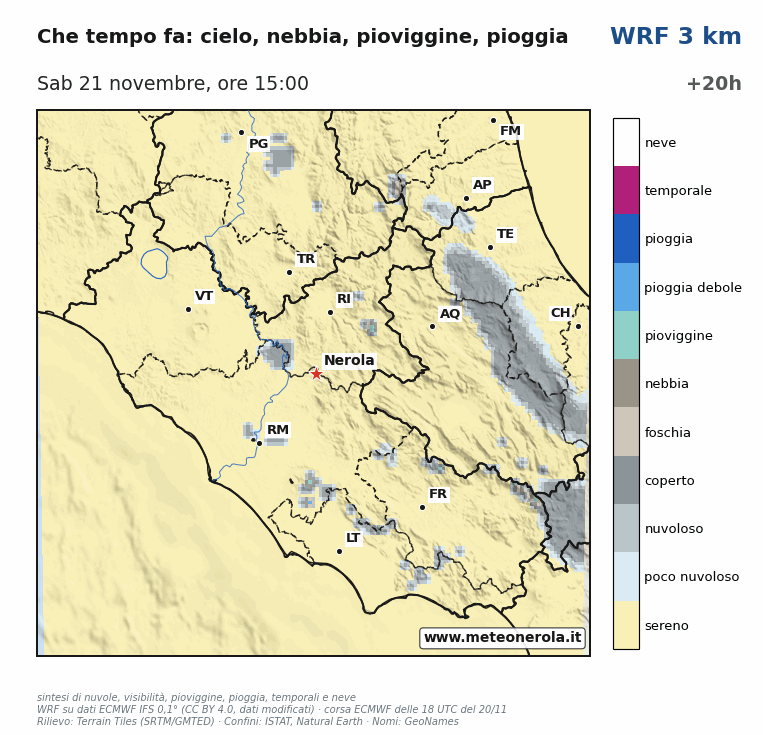 Che tempo fa: cielo, nebbia, pioviggine, pioggia
WRF 3 km
Sab 21 novembre, ore 15:00
+20h
FM
PG
AP
TE
TR
VT
RI
AQ
CH
Nerola
RM
FR
LT
www.meteonerola.it
neve
temporale
pioggia
pioggia debole
pioviggine
nebbia
foschia
coperto
nuvoloso
poco nuvoloso
sereno
sintesi di nuvole, visibilità, pioviggine, pioggia, temporali e neve
WRF su dati ECMWF IFS 0,1° (CC BY 4.0, dati modificati) · corsa ECMWF delle 18 UTC del 20/11
Rilievo: Terrain Tiles (SRTM/GMTED) · Confini: ISTAT, Natural Earth · Nomi: GeoNames